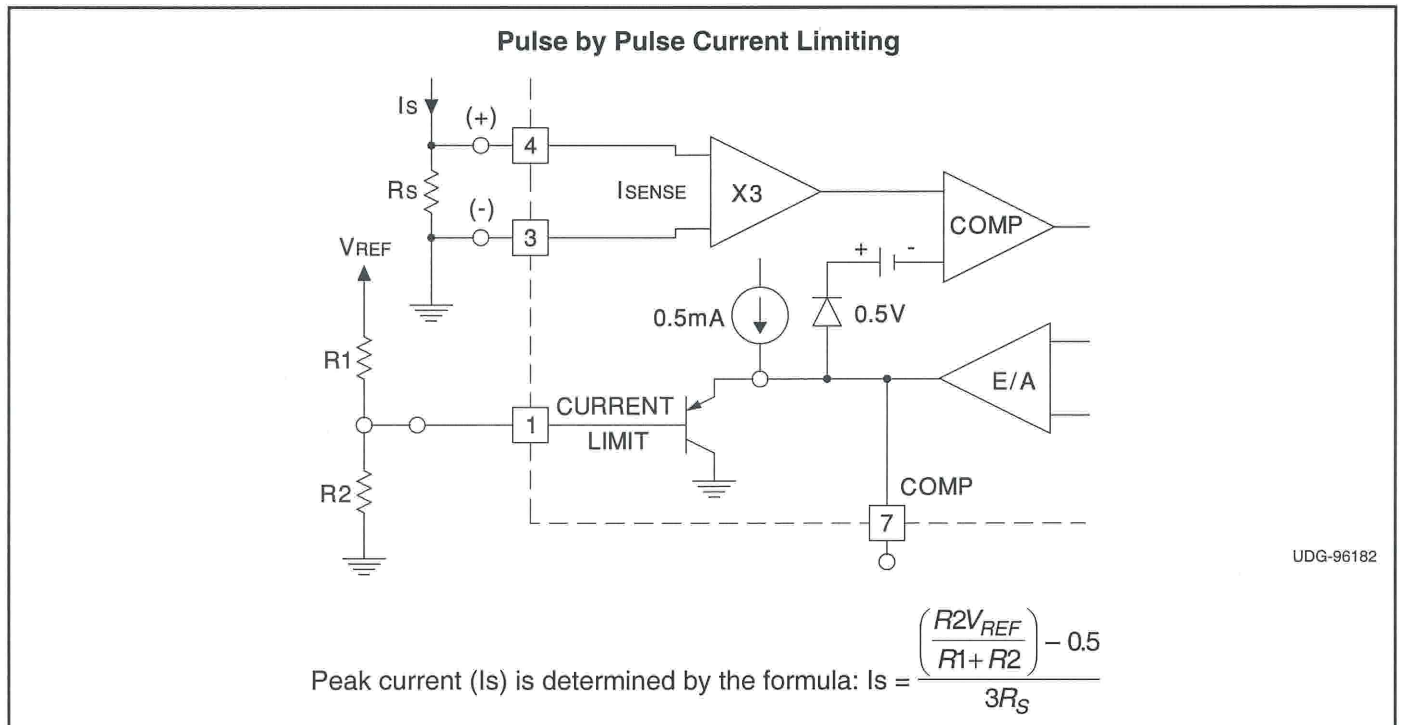 Pulse by Pulse Current Limiting
Is
(+)
4
Rs
ISENSE
X3
(-)
3
COMP
VREF
+ -
0.5mA
0.5V
R1
E/A
1
CURRENT
LIMIT
R2
COMP
7
UDG-96182
Peak current (Is) is determined by the formula: Is = ((R2VREF / R1+R2) – 0.5) / 3RS